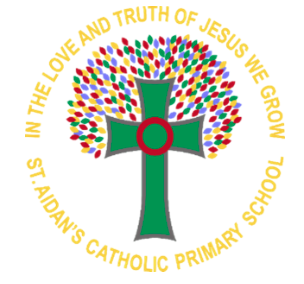 IN THE LOVE AND TRUTH OF JESUS WE GROW
ST. AIDAN'S CATHOLIC PRIMARY SCHOOL